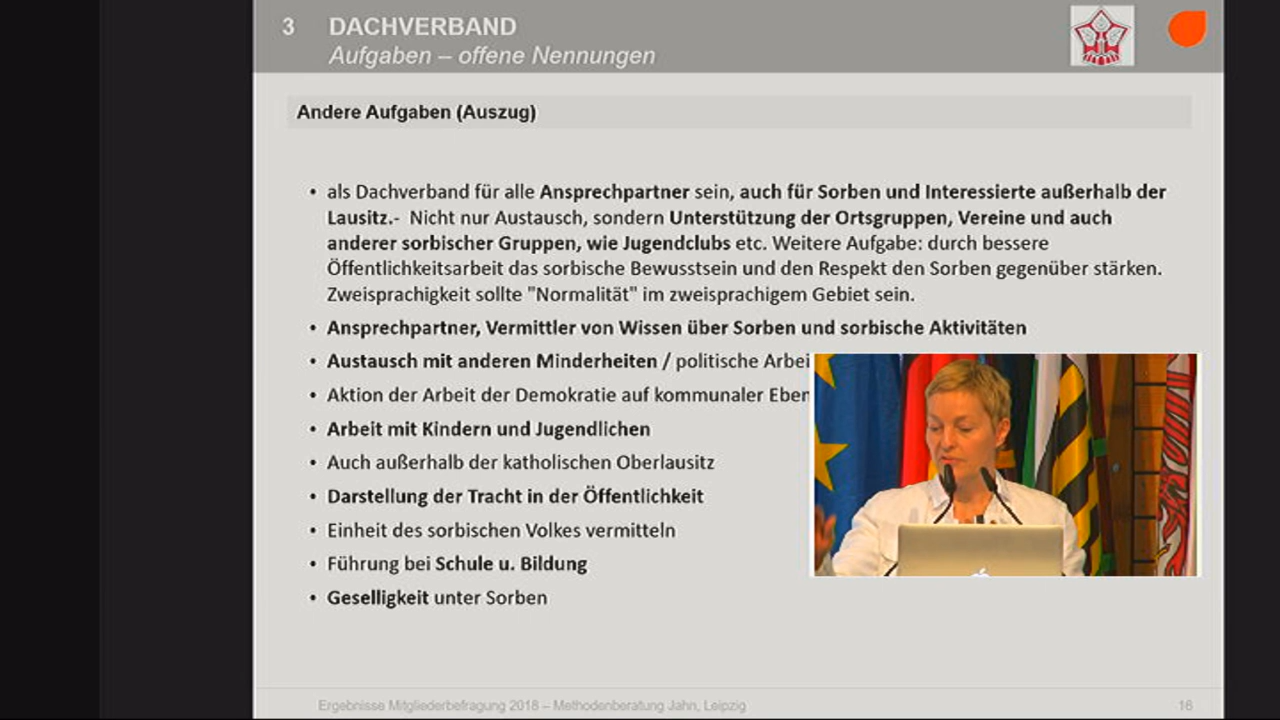 3 DACHVERBAND
Aufgaben – offene Nennungen
Andere Aufgaben (Auszug)
• als Dachverband für alle Ansprechpartner sein, auch für Sorben und Interessierte außerhalb der
Lausitz.- Nicht nur Austausch, sondern Unterstützung der Ortsgruppen, Vereine und auch
anderer sorbischer Gruppen, wie Jugendclubs etc. Weitere Aufgabe: durch bessere
Öffentlichkeitsarbeit das sorbische Bewusstsein und den Respekt den Sorben gegenüber stärken.
Zweisprachigkeit sollte "Normalität" im zweisprachigem Gebiet sein.
• Ansprechpartner, Vermittler von Wissen über Sorben und sorbische Aktivitäten
• Austausch mit anderen Minderheiten / politische Arbei
• Aktion der Arbeit der Demokratie auf kommunaler Eben
• Arbeit mit Kindern und Jugendlichen
• Auch außerhalb der katholischen Oberlausitz
• Darstellung der Tracht in der Öffentlichkeit
• Einheit des sorbischen Volkes vermitteln
• Führung bei Schule u. Bildung
• Geselligkeit unter Sorben
Ergebnisse Mitgliederbefragung 2018 – Methodenberatung Jahn, Leipzig
16